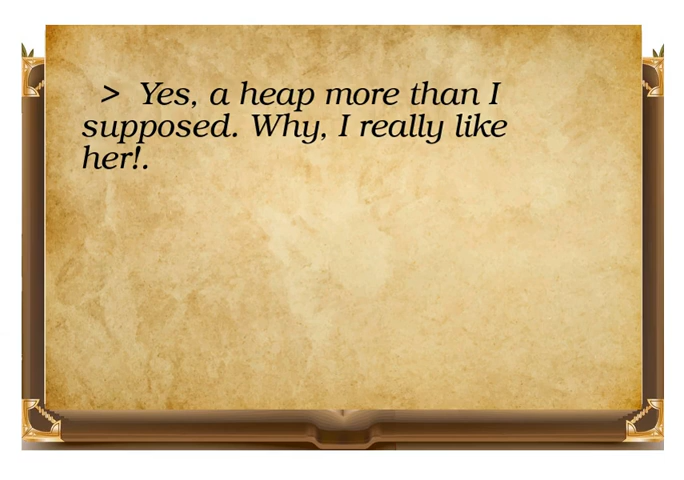 > Yes, a heap more than I
supposed. Why, I really like
her!.